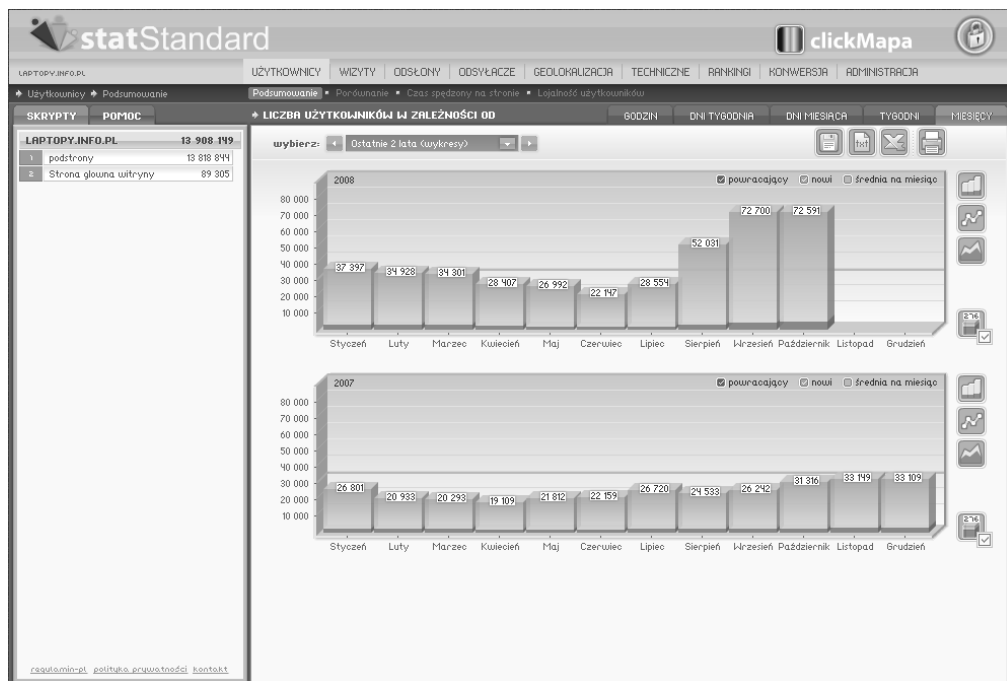 statStandard
clickMapa
LAPTOPY.INFO.PL
UŻYTKOWNICY WIZYTY ODSŁONY ODSYŁACZE GEOLOKALIZACJA TECHNICZNE RANKINGI KONWERSJA ADMINISTRACJA
Użytkownicy Podsumowanie
Podsumowanie Porównanie Czas spędzony na stronie Lojalność użytkowników
SKRYPTY POMOC
LICZBA UŻYTKOWNIKÓW W ZALEŻNOŚCI OD
GODZIN DNI TYGODNIA DNI MIESIĄCA TYGODNI MIESIĘCY
LAPTOPY.INFO.PL 13 908 149
1 podstrony 13 818 844
2 Strona glowna witryny 89 305
wybierz: Ostatnie 2 lata (wykresy)
txt
2008
powracający nowi średnia na miesiąc
80 000
70 000
60 000
50 000
40 000
30 000
20 000
10 000
37 397 34 928 34 301 28 407 26 992 22 147 28 554 52 031 72 700 72 591
Styczeń Luty Marzec Kwiecień Maj Czerwiec Lipiec Sierpień Wrzesień Październik Listopad Grudzień
276
2007
powracający nowi średnia na miesiąc
80 000
70 000
60 000
50 000
40 000
30 000
20 000
10 000
26 801 20 933 20 293 19 109 21 812 22 159 26 720 24 533 26 242 31 316 33 149 33 109
Styczeń Luty Marzec Kwiecień Maj Czerwiec Lipiec Sierpień Wrzesień Październik Listopad Grudzień
276
regulamin-pl polityka prywatności kontakt